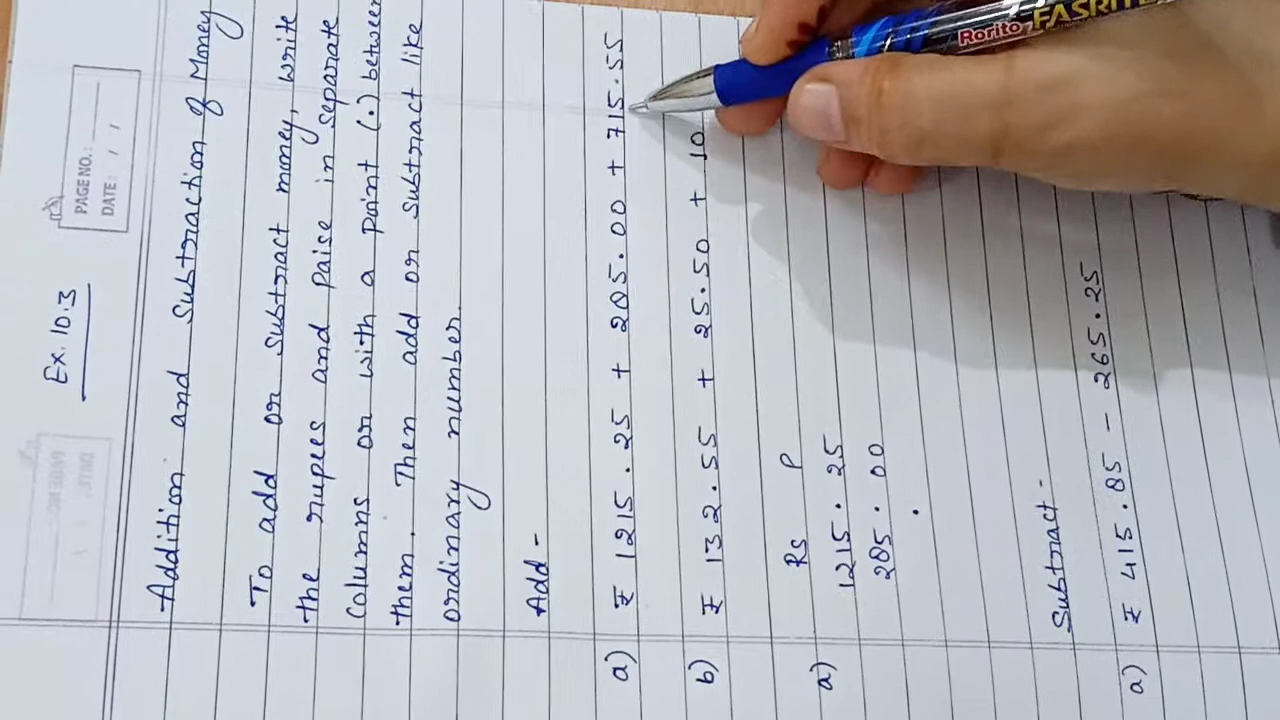 Ex. 10.3
PAGE NO.:
DATE: / /
Addition and Subtraction of Money
To add or subtract money, write
the rupees and paise in separate
columns or with a point (.) between
them. Then add or subtract like
ordinary number.
Add -
a) ₹ 1215.25 + 205.00 + 715.55
b) ₹ 132.55 + 25.50 + 10
Rs P
a) 1215.25
205.00
.
Subtract -
a) ₹ 415.85 - 265.25
Rorito FASRITE